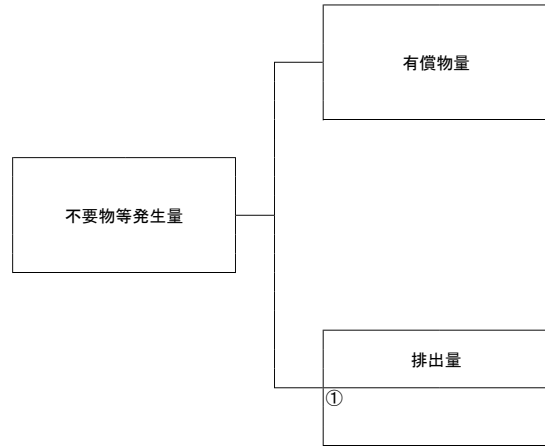 有償物量
不要物等発生量
排出量
①